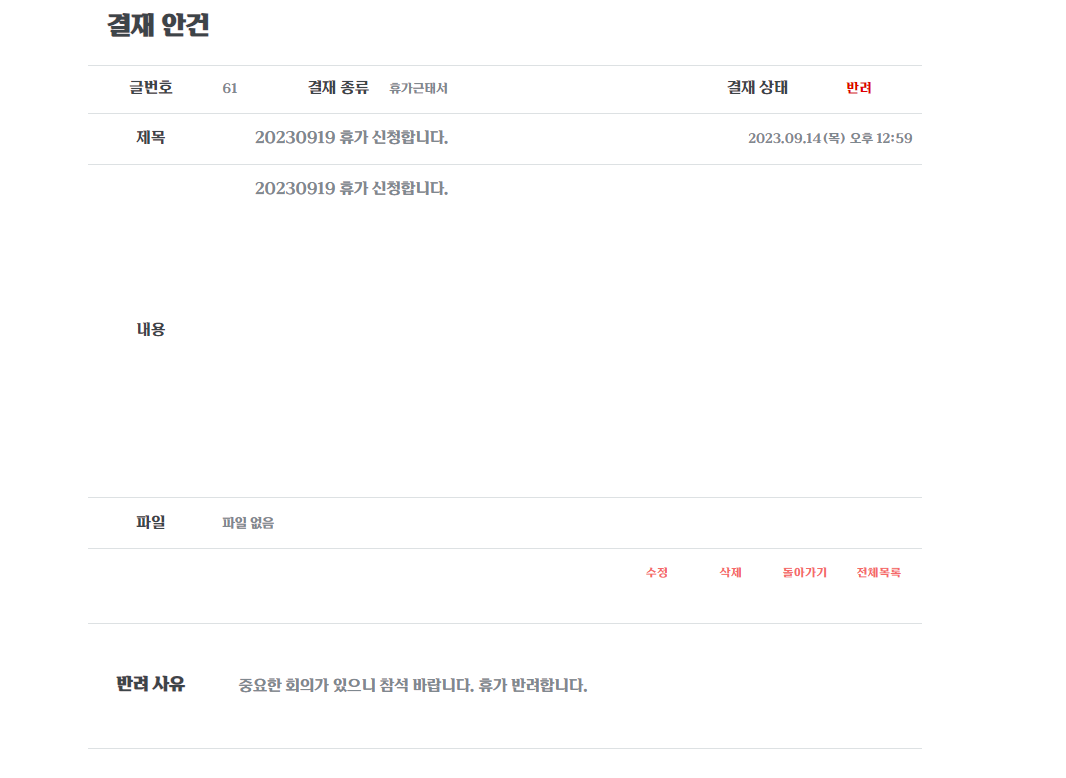 결재 안건
글번호 61 결재 종류 휴가근태서 결재 상태 반려
제목 20230919 휴가 신청합니다. 2023.09.14(목) 오후 12:59
20230919 휴가 신청합니다.
내용
파일 파일 없음
수정 삭제 돌아가기 전체목록
반려 사유 중요한 회의가 있으니 참석 바랍니다. 휴가 반려합니다.